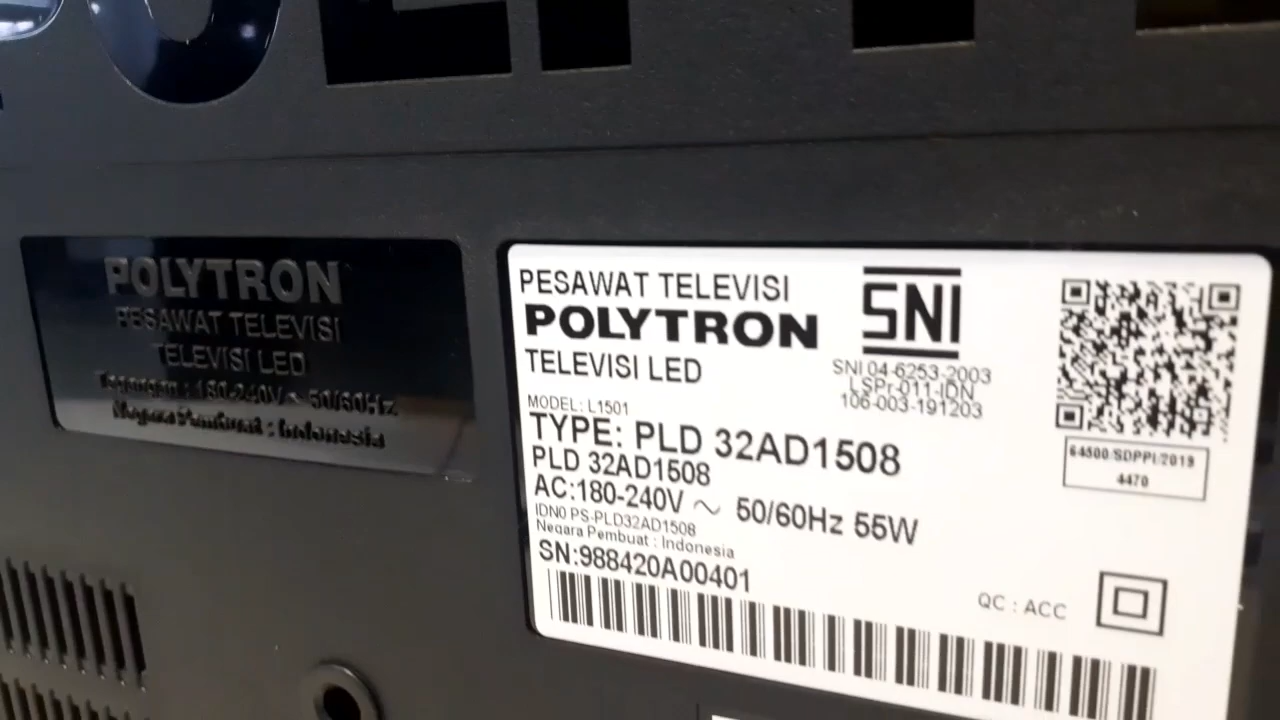 POLYTRON
PESAWAT TELEVISI
TELEVISI LED
Tegangan : 180-240V ~ 50/60Hz
Negara Pembuat : Indonesia
PESAWAT TELEVISI
POLYTRON
TELEVISI LED
SNI
SNI 04-6253-2003
LSPr-011-IDN
106-003-191203
MODEL: L1501
TYPE: PLD 32AD1508
PLD 32AD1508
AC:180-240V ~ 50/60Hz 55W
IDN0 PS-PLD32AD1508
Negara Pembuat : Indonesia
SN:988420A00401
64500/SDPPI/2019
4470
QC : ACC